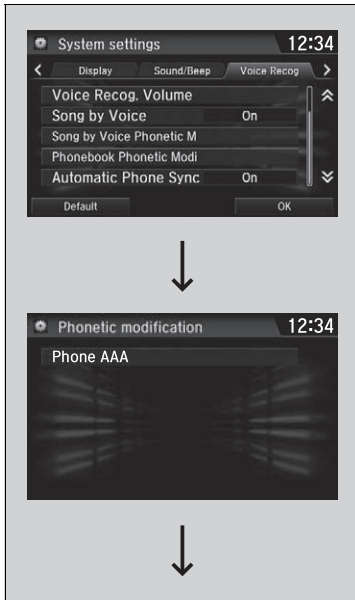 System settings 12:34
Display Sound/Beep Voice Recog
Voice Recog. Volume
Song by Voice On
Song by Voice Phonetic M
Phonebook Phonetic Modi
Automatic Phone Sync On
Default OK
Phonetic modification 12:34
Phone AAA